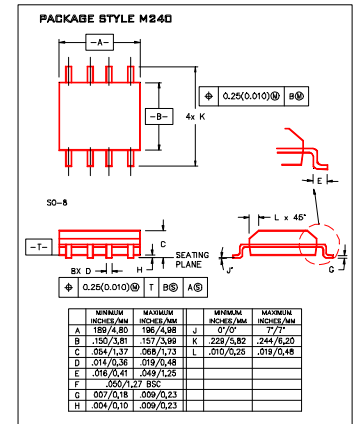 PACKAGE STYLE M240
-A-
-B-
4x K
⌖ 0.25(0.010)Ⓜ BⓂ
E
SO-8
-T-
C
8X D
H
SEATING
PLANE
L x 45°
J°
G
⌖ 0.25(0.010)Ⓜ T BⓈ AⓈ
MINIMUM INCHES/MM MAXIMUM INCHES/MM MINIMUM INCHES/MM MAXIMUM INCHES/MM
A 189/4,80 196/4,98 J 0°/0° 7°/7°
B .150/3,81 .157/3,99 K .229/5,82 .244/6,20
C .054/1,37 .068/1,73 L .010/0,25 .019/0,48
D .014/0,36 .019/0,48
E .016/0,41 .049/1,25
F .050/1,27 BSC
G 007/0,18 .009/0,23
H .004/0,10 .009/0,23